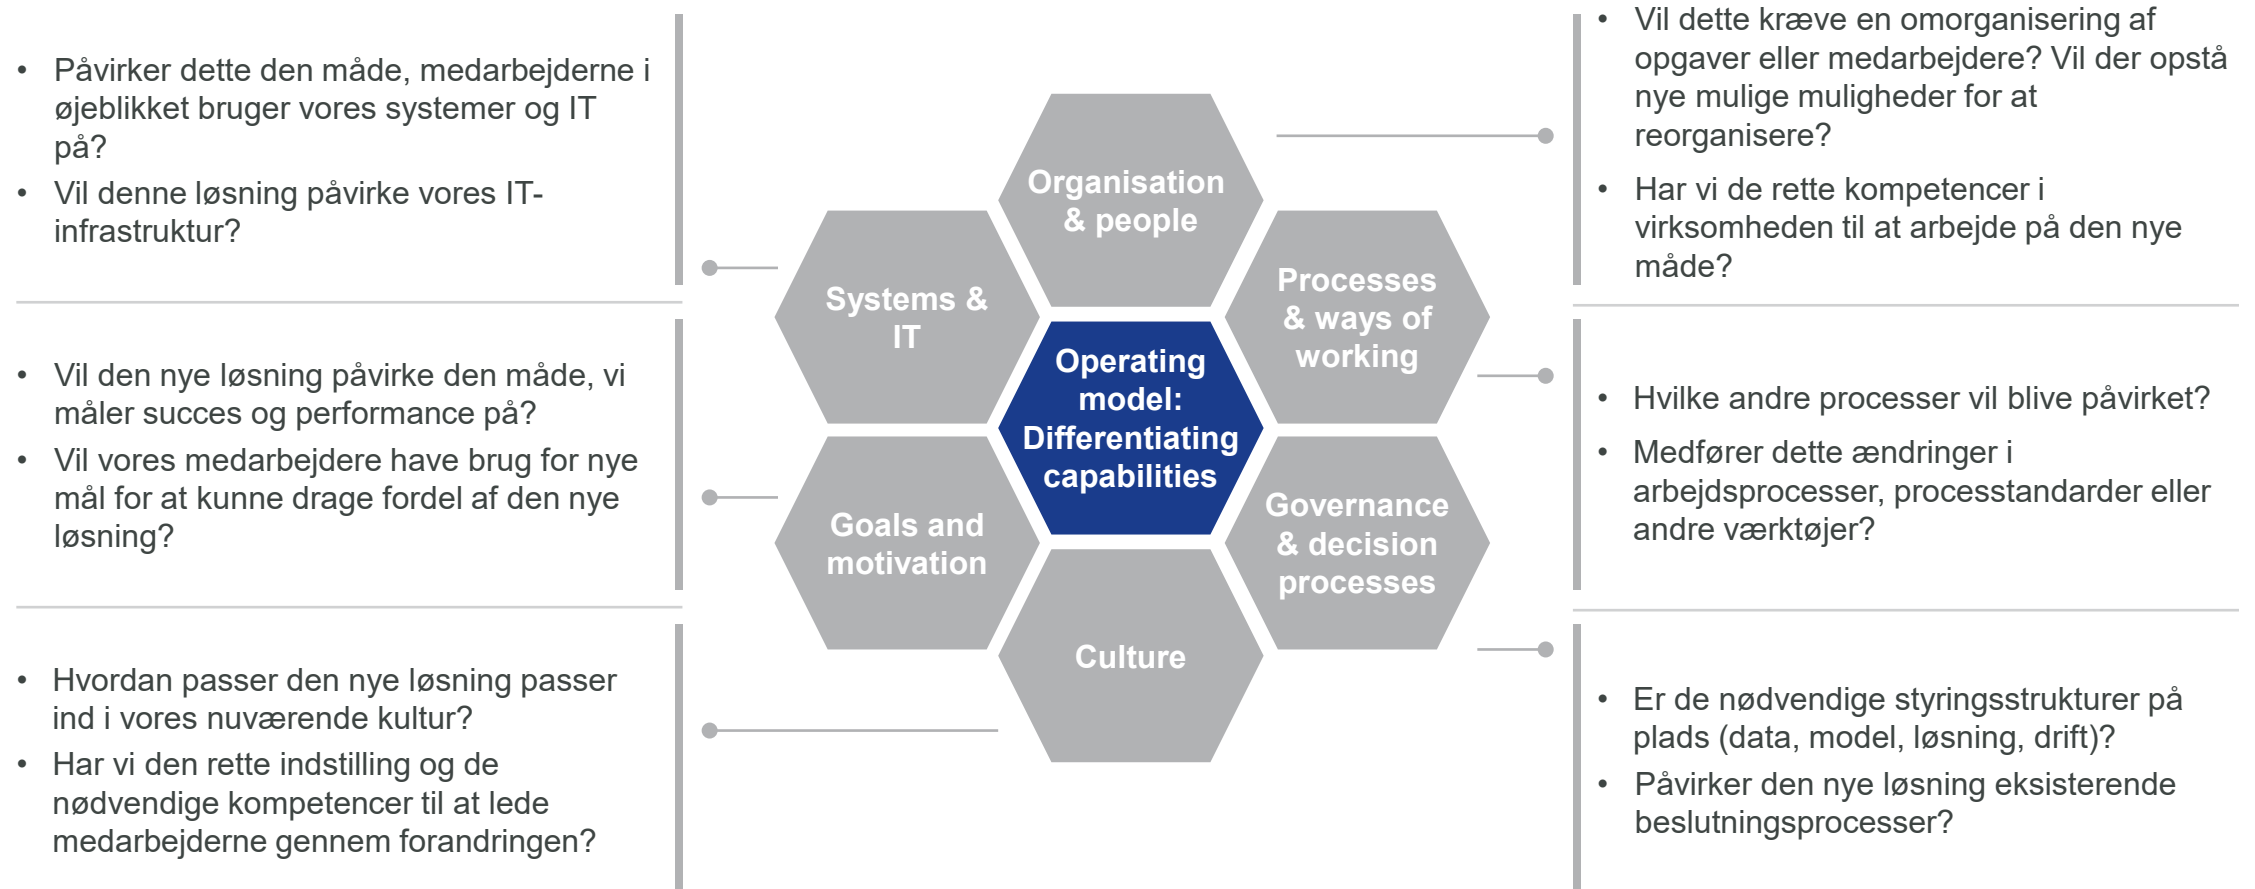 • Påvirker dette den måde, medarbejderne i
øjeblikket bruger vores systemer og IT
på?
• Vil denne løsning påvirke vores IT-
infrastruktur?
• Vil den nye løsning påvirke den måde, vi
måler succes og performance på?
• Vil vores medarbejdere have brug for nye
mål for at kunne drage fordel af den nye
løsning?
• Hvordan passer den nye løsning passer
ind i vores nuværende kultur?
• Har vi den rette indstilling og de
nødvendige kompetencer til at lede
medarbejderne gennem forandringen?
Organisation
& people
Systems &
IT
Processes
& ways of
working
Operating
model:
Differentiating
capabilities
Goals and
motivation
Governance
& decision
processes
Culture
• Vil dette kræve en omorganisering af
opgaver eller medarbejdere? Vil der opstå
nye mulige muligheder for at
reorganisere?
• Har vi de rette kompetencer i
virksomheden til at arbejde på den nye
måde?
• Hvilke andre processer vil blive påvirket?
• Medfører dette ændringer i
arbejdsprocesser, processtandarder eller
andre værktøjer?
• Er de nødvendige styringsstrukturer på
plads (data, model, løsning, drift)?
• Påvirker den nye løsning eksisterende
beslutningsprocesser?